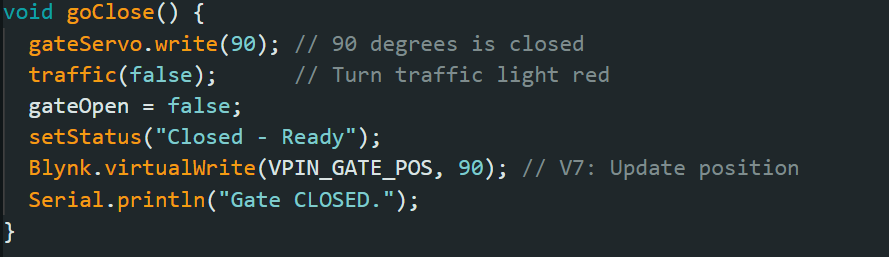 void goClose() {
  gateServo.write(90); // 90 degrees is closed
  traffic(false);      // Turn traffic light red
  gateOpen = false;
  setStatus("Closed - Ready");
  Blynk.virtualWrite(VPIN_GATE_POS, 90); // V7: Update position
  Serial.println("Gate CLOSED.");
}